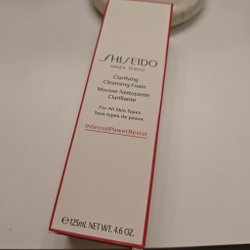 SHISEIDO
GINZA TOKYO
Clarifying
Cleansing Foam
Mousse Nettoyante
Clarifiante
For All Skin Types
Tous types de peaux
InternalPowerResist
℮125mL NET WT. 4.6 OZ.